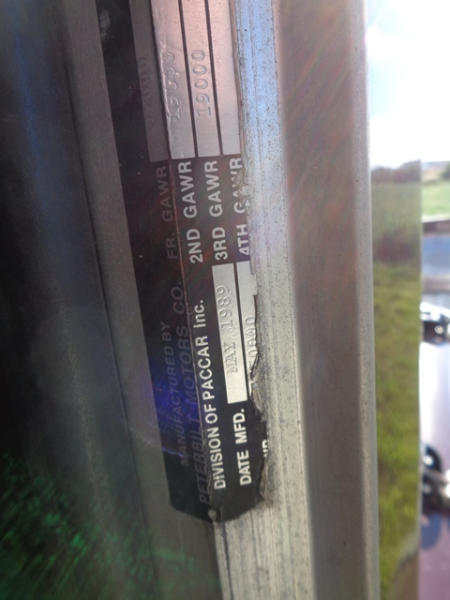 MANUFACTURED BY FR. GAWR
PETERBILT MOTORS CO. 2ND GAWR 19000
DIVISION OF PACCAR Inc. 3RD GAWR 19000
DATE MFD. MAY 1989 4TH GAWR